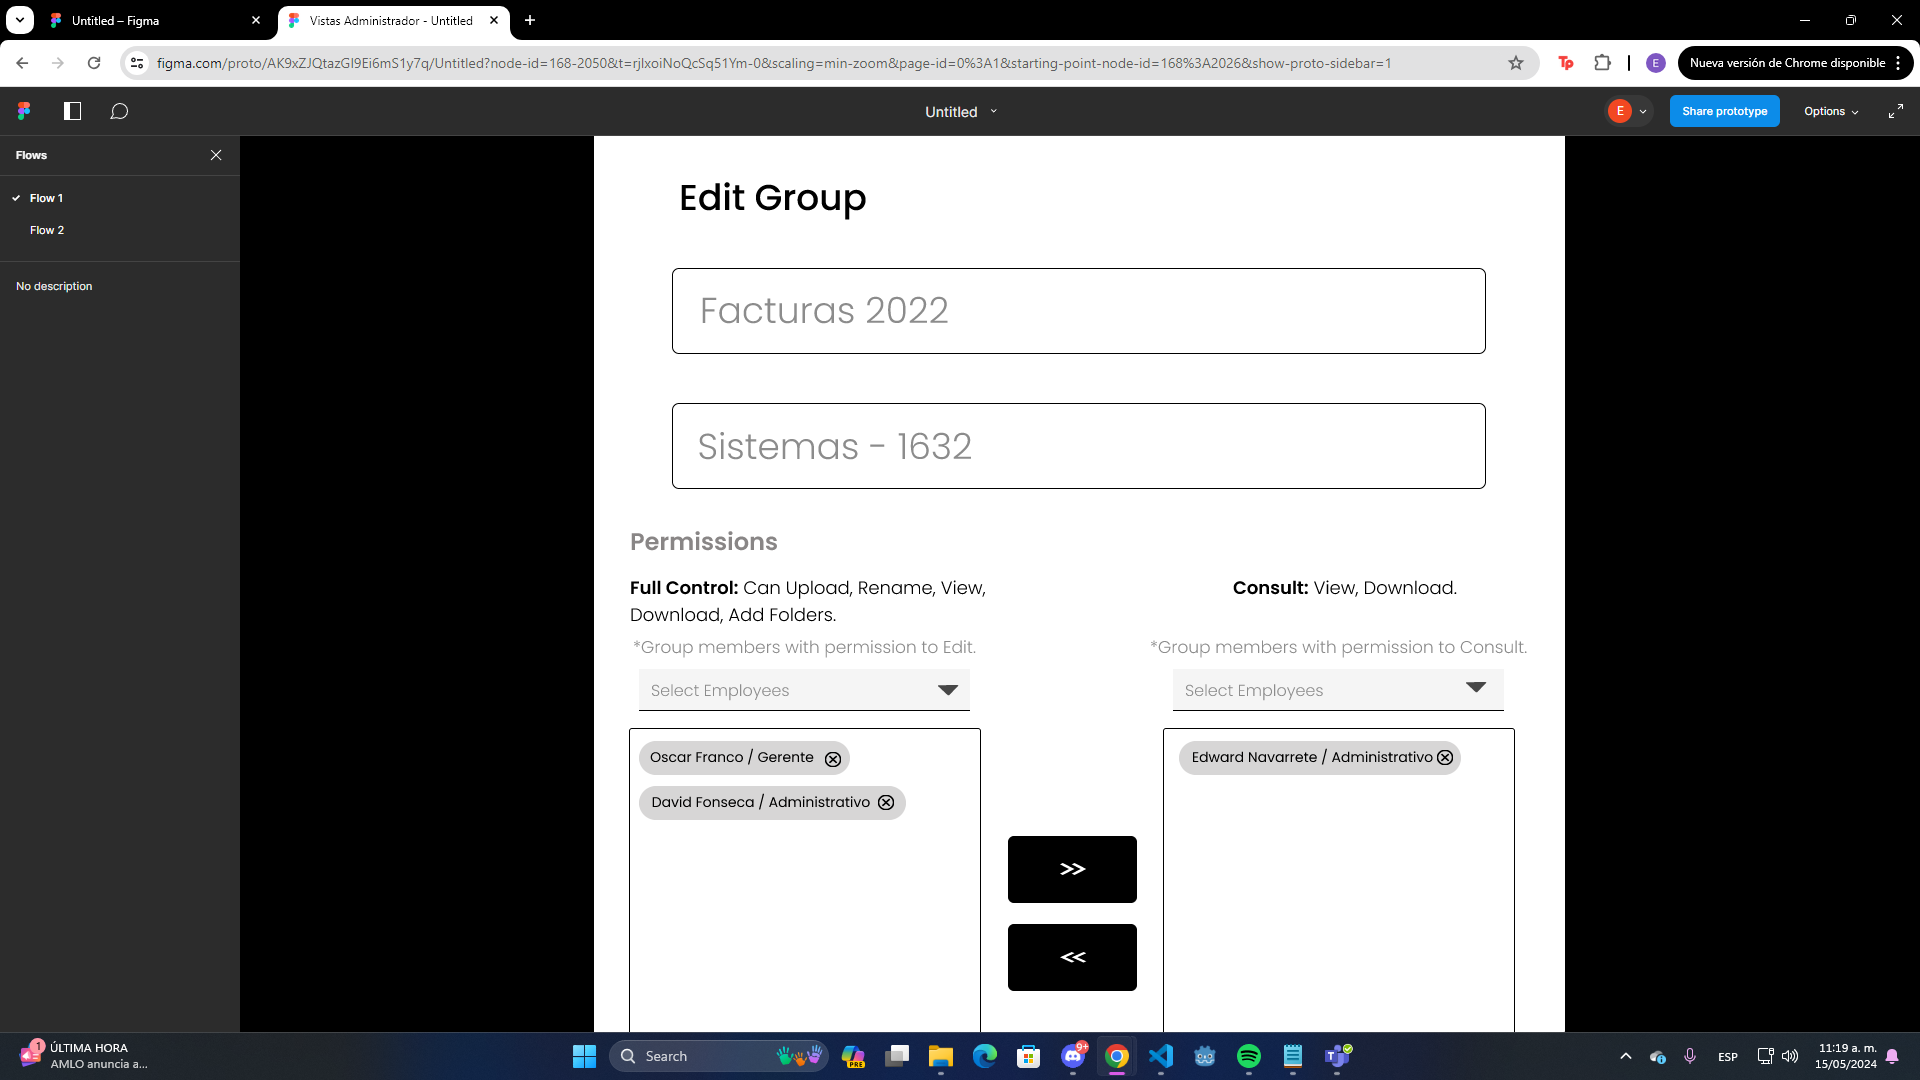 Untitled – Figma
Vistas Administrador - Untitled
figma.com/proto/AK9xZJQtazGI9Ei6mS1y7q/Untitled?node-id=168-2050&t=rjlxoiNoQcSq51Ym-0&scaling=min-zoom&page-id=0%3A1&starting-point-node-id=168%3A2026&show-proto-sidebar=1
Tp
E
Nueva versión de Chrome disponible
Untitled
E
Share prototype
Options
Flows
Flow 1
Flow 2
No description
Edit Group
Facturas 2022
Sistemas - 1632
Permissions
Full Control: Can Upload, Rename, View,
Download, Add Folders.
Consult: View, Download.
*Group members with permission to Edit.
*Group members with permission to Consult.
Select Employees
Select Employees
Oscar Franco / Gerente
David Fonseca / Administrativo
Edward Navarrete / Administrativo
>>
<<
1
ÚLTIMA HORA
AMLO anuncia a...
Search
PRE
9+
ESP
11:19 a. m.
15/05/2024